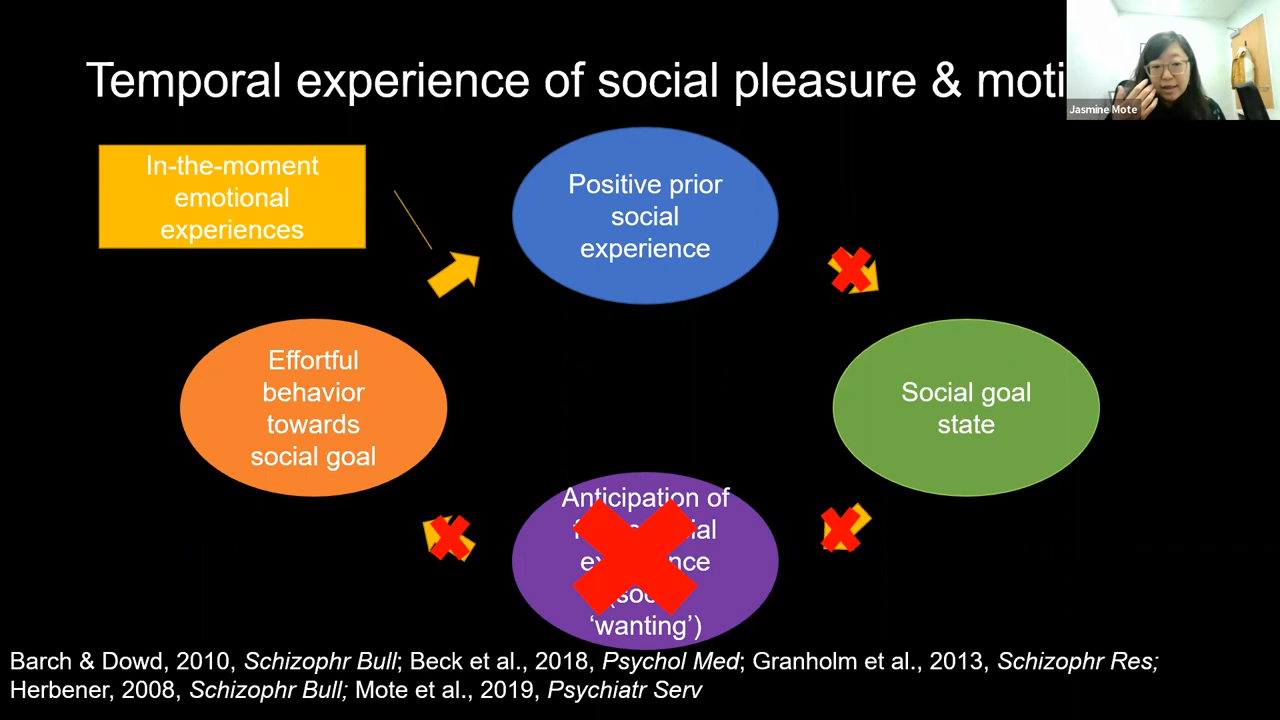 Temporal experience of social pleasure &
Jasmine Mote
In-the-moment
emotional
experiences
Positive prior
social
experience
Effortful
behavior
towards
social goal
Social goal
state
Anticipation of
‘wanting’)
Barch & Dowd, 2010, Schizophr Bull; Beck et al., 2018, Psychol Med; Granholm et al., 2013, Schizophr Res;
Herbener, 2008, Schizophr Bull; Mote et al., 2019, Psychiatr Serv